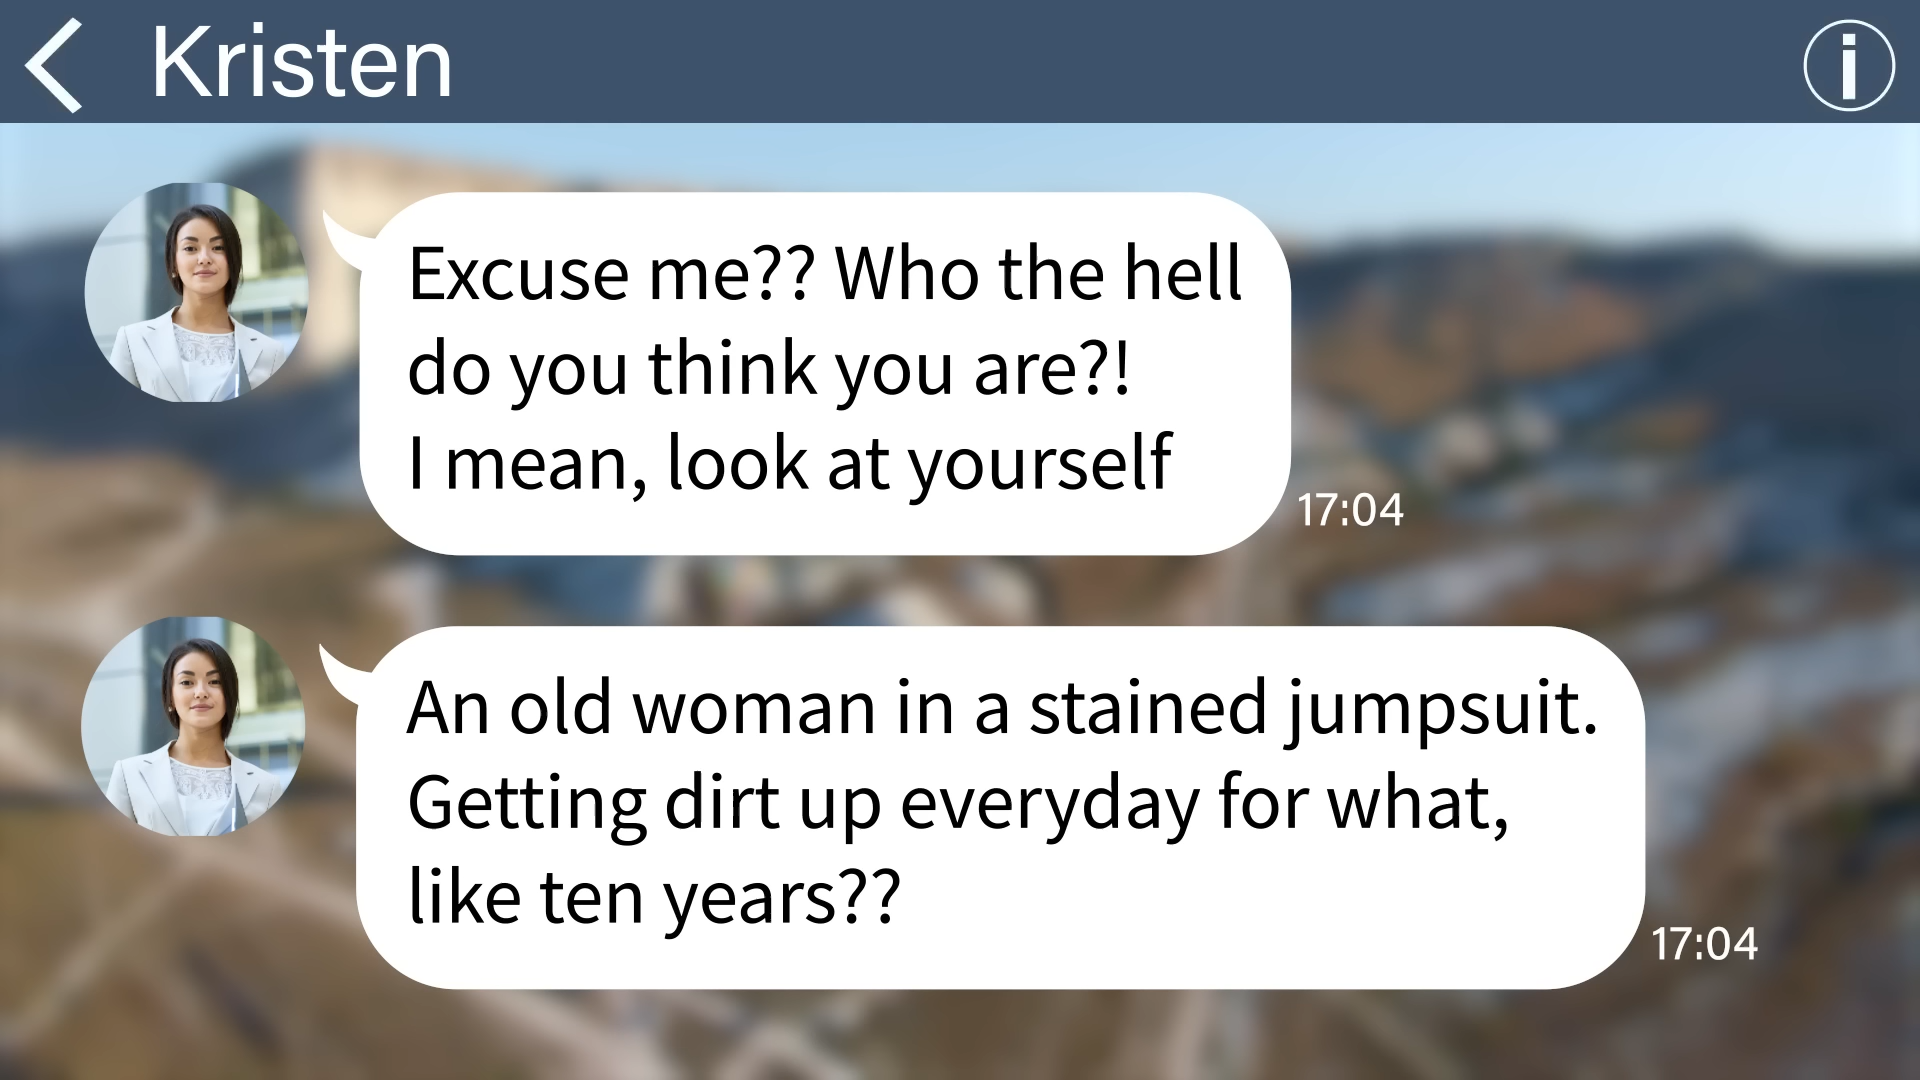 Kristen
Excuse me?? Who the hell
do you think you are?!
I mean, look at yourself
17:04
An old woman in a stained jumpsuit.
Getting dirt up everyday for what,
like ten years??
17:04